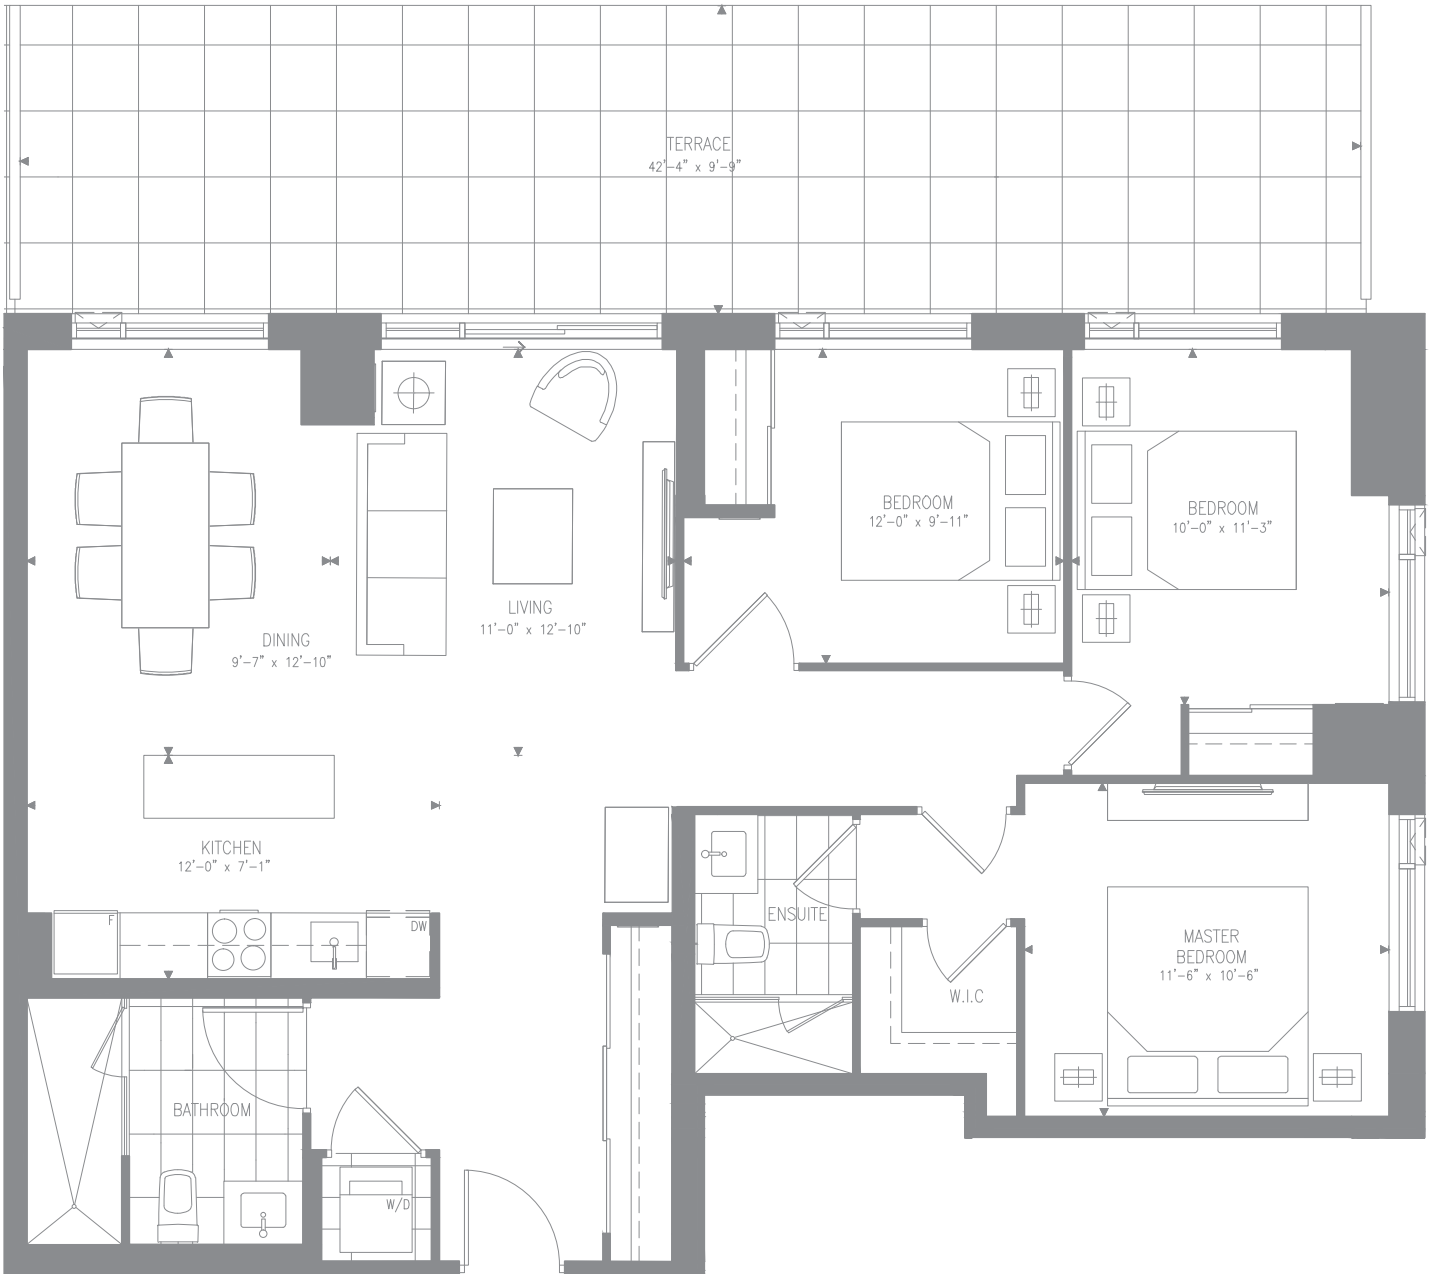 TERRACE
42'-4" x 9'-9"
BEDROOM
12'-0" x 9'-11"
BEDROOM
10'-0" x 11'-3"
LIVING
11'-0" x 12'-10"
DINING
9'-7" x 12'-10"
KITCHEN
12'-0" x 7'-1"
F
DW
ENSUITE
W.I.C
MASTER
BEDROOM
11'-6" x 10'-6"
BATHROOM
W/D